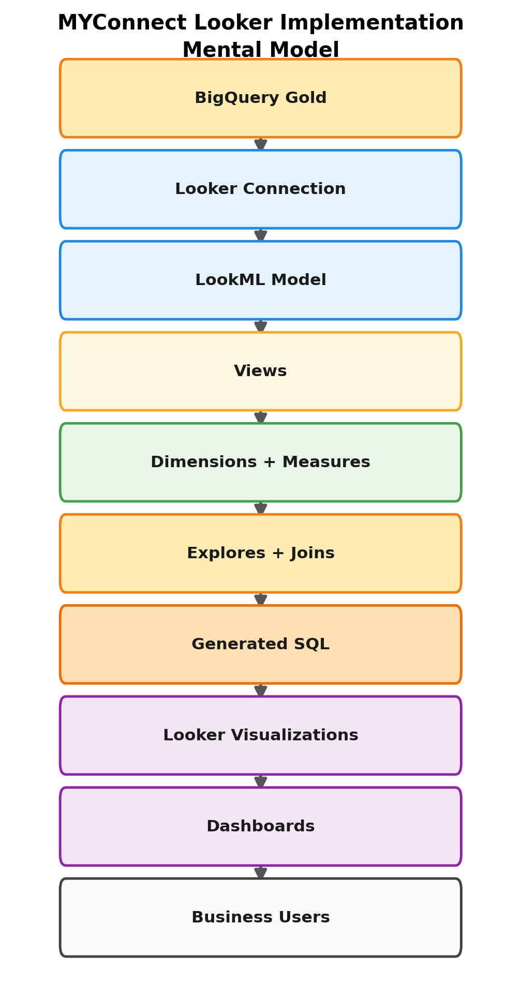 MYConnect Looker Implementation
Mental Model
BigQuery Gold
Looker Connection
LookML Model
Views
Dimensions + Measures
Explores + Joins
Generated SQL
Looker Visualizations
Dashboards
Business Users